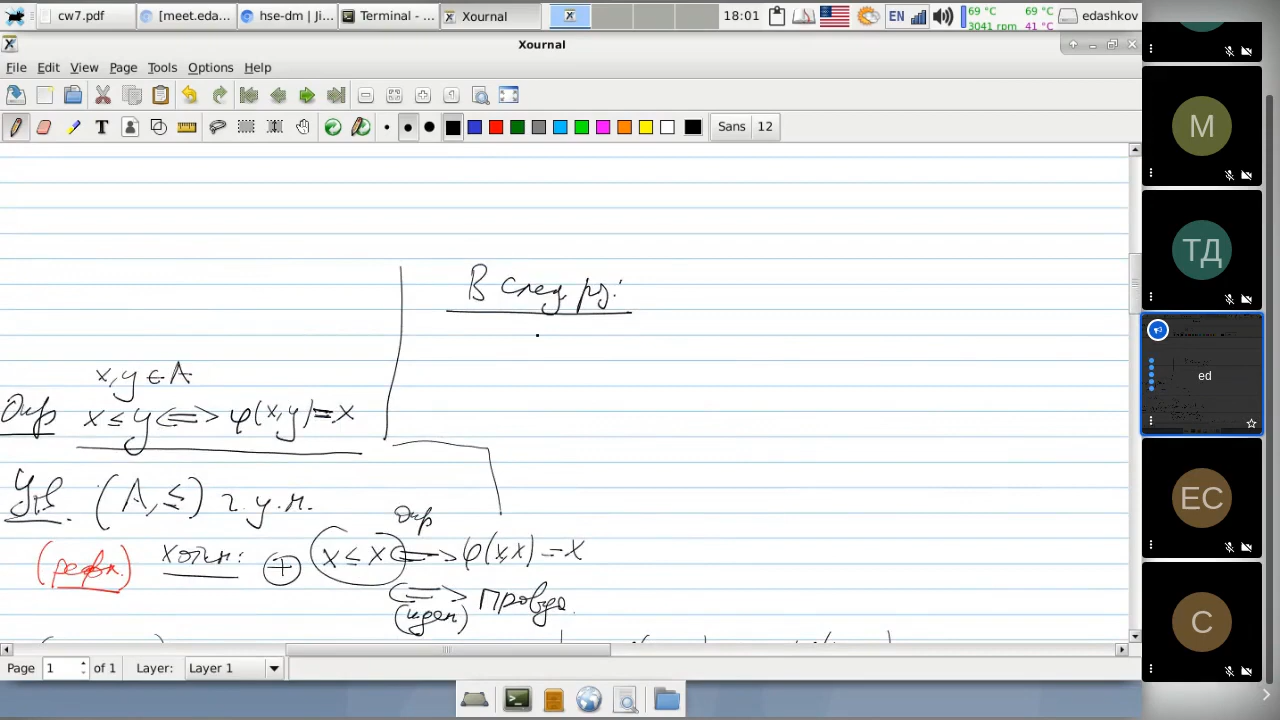 cw7.pdf [meet.eda... hse-dm | Ji... Terminal - ... Xournal 18:01 EN 69 °C 3041 rpm 69 °C 41 °C edashkov
Xournal
File Edit View Page Tools Options Help
Sans 12
В след раз:
x, y ∈ A
Опр x ≤ y ⟺ φ(x,y) = x
Утв. (A, ≤) ч.у.м.
Опр
(рефл.) хотим: + x ≤ x ⟺ φ(x,x) = x
⟺ правда.
(идем)
Page 1 of 1 Layer: Layer 1
М
ТД
ed
ЕС
С